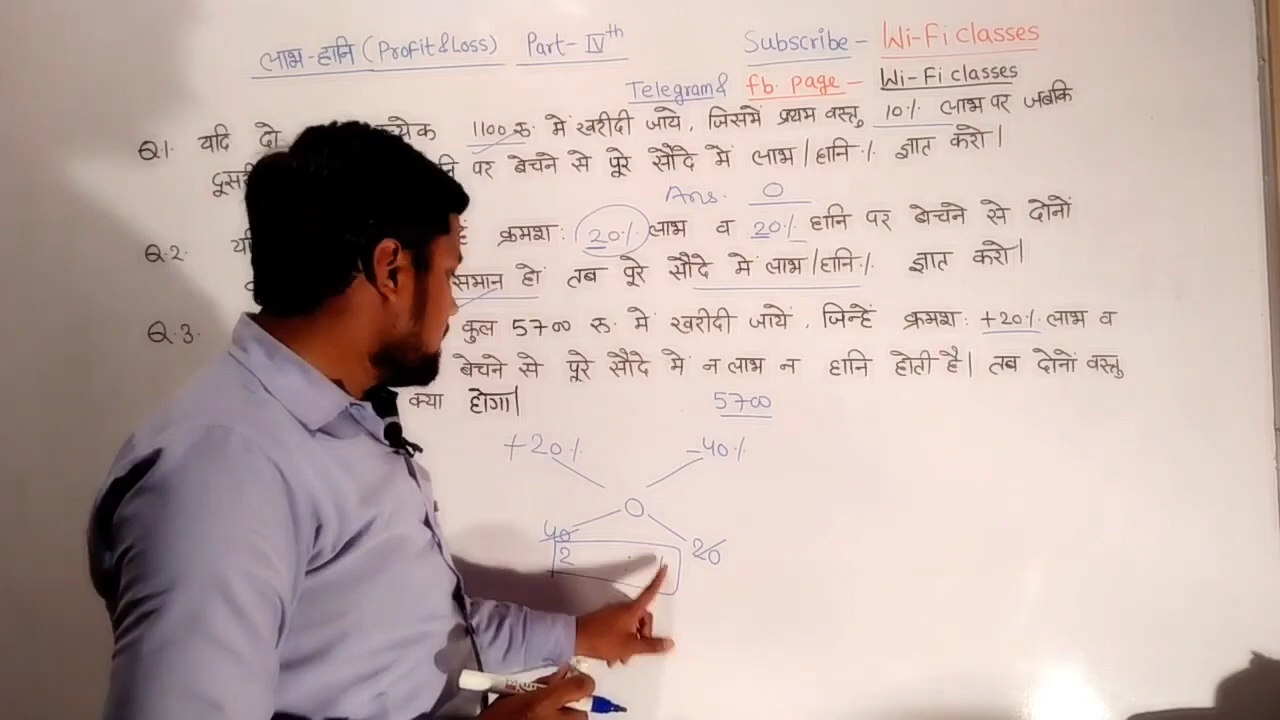 लाभ-हानि (Profit & Loss) Part- IVth Subscribe - Wi-Fi classes
Telegram & fb. page - Wi-Fi classes
Q.1. यदि दो 1100 रु. में खरीदी जाये, जिसमें प्रथम वस्तु 10% लाभ पर जबकि
पर बेचने से पूरे सौदे में लाभ/हानि % ज्ञात करो।
Ans. 0
Q.2. क्रमशः 20% लाभ व 20% हानि पर बेचने से दोनों
समान हो तब पूरे सौदे में लाभ/हानि % ज्ञात करो।
Q.3. कुल 5700 रु. में खरीदी जायें, जिन्हें क्रमशः +20% लाभ व
बेचने से पूरे सौदे में न लाभ न हानि होती है। तब दोनों वस्तु
क्या होगा। 5700
+20% -40%
0
40 20
2